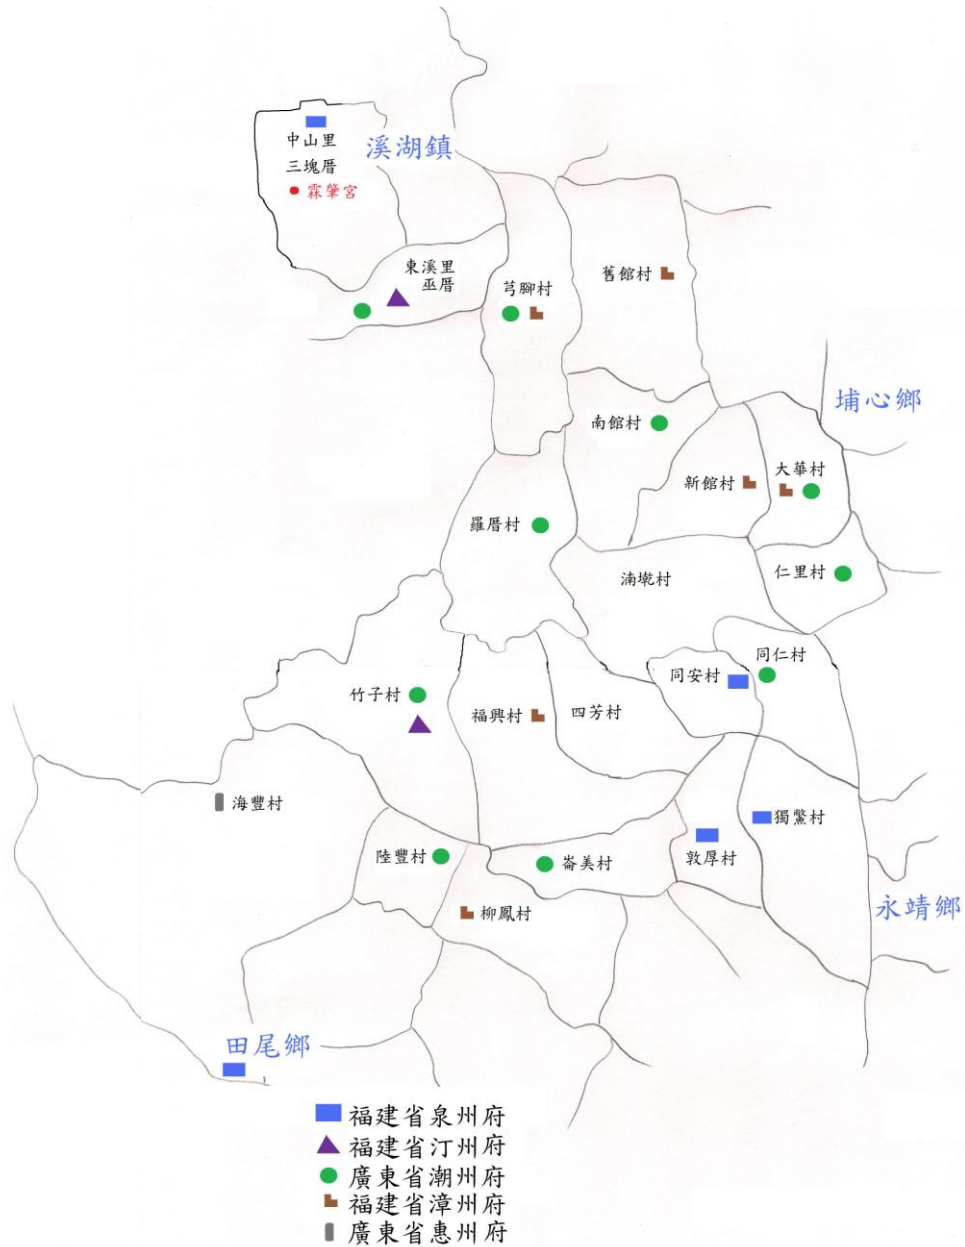 中山里
三塊厝
霖肇宮
溪湖鎮
東溪里
巫厝
芎腳村
舊館村
埔心鄉
南館村
新館村
大華村
羅厝村
湳墘村
仁里村
同安村
同仁村
竹子村
福興村
四芳村
海豐村
獨鰲村
陸豐村
崙美村
敦厚村
柳鳳村
永靖鄉
田尾鄉
福建省泉州府
福建省汀州府
廣東省潮州府
福建省漳州府
廣東省惠州府